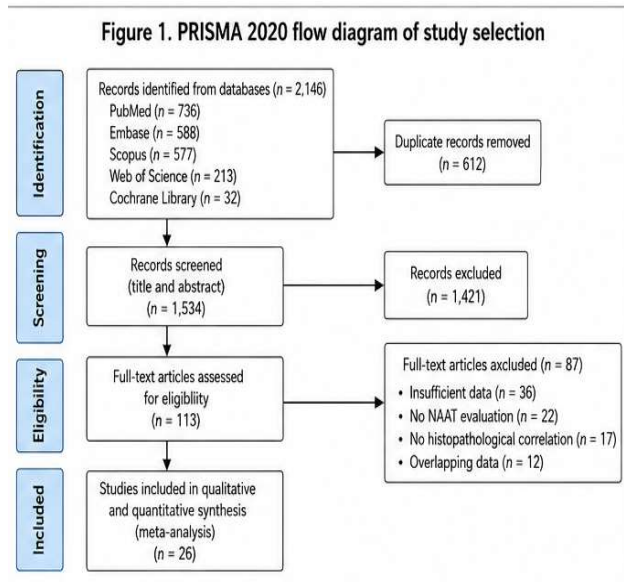 Figure 1. PRISMA 2020 flow diagram of study selection
Identification
Records identified from databases (n = 2,146)
PubMed (n = 736)
Embase (n = 588)
Scopus (n = 577)
Web of Science (n = 213)
Cochrane Library (n = 32)
Duplicate records removed
(n = 612)
Screening
Records screened
(title and abstract)
(n = 1,534)
Records excluded
(n = 1,421)
Eligibility
Full-text articles assessed
for eligibliity
(n = 113)
Full-text articles axcluded (n = 87)
• Insufficient data (n = 36)
• No NAAT evaluation (n = 22)
• No histopathological correlation (n = 17)
• Overlapping data (n = 12)
Included
Studies included in qualitative
and quantitative synthesis
(meta-analysis)
(n = 26)